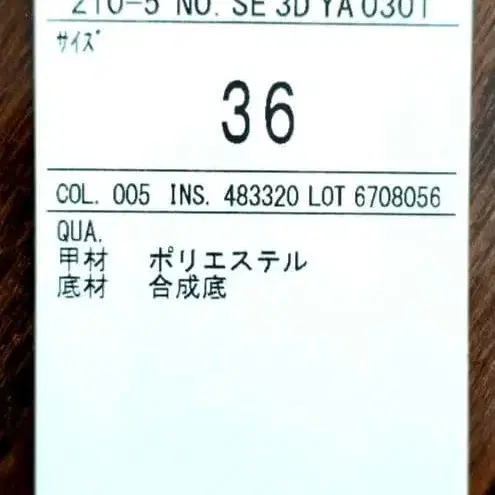 210-5 NO. SE 3D YA 0301
サイズ
36
COL. 005 INS. 483320 LOT 6708056
QUA.
甲材 ポリエステル
底材 合成底